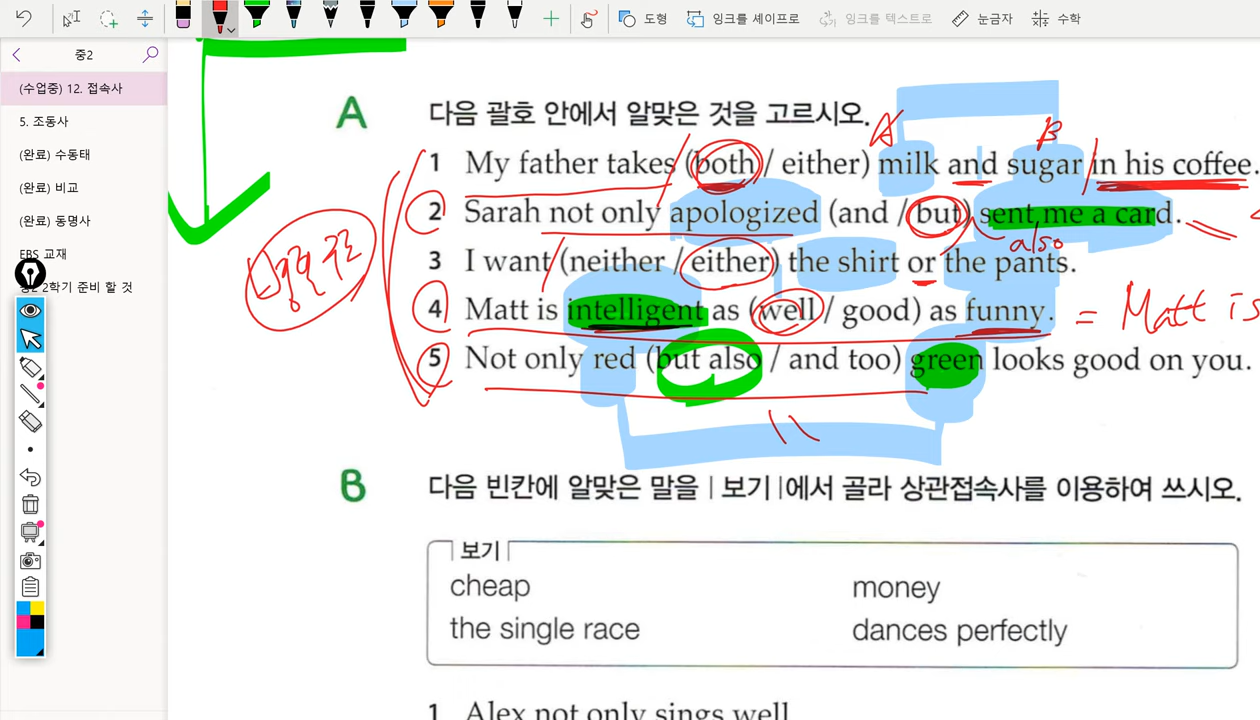 도형
잉크를 셰이프로
잉크를 텍스트로
눈금자
수학
중2
(수업중) 12. 접속사
5. 조동사
(완료) 수동태
(완료) 비교
(완료) 동명사
EBS 교재
2학기 준비 할 것
A 다음 괄호 안에서 알맞은 것을 고르시오.
A B
1 My father takes (both / either) milk and sugar in his coffee.
2 Sarah not only apologized (and / but) sent me a card.
also
3 I want (neither / either) the shirt or the pants.
병렬구조
4 Matt is intelligent as (well / good) as funny. = Matt is
5 Not only red (but also / and too) green looks good on you.
B 다음 빈칸에 알맞은 말을 | 보기 |에서 골라 상관접속사를 이용하여 쓰시오.
보기
cheap money
the single race dances perfectly
1 Alex not only sings well